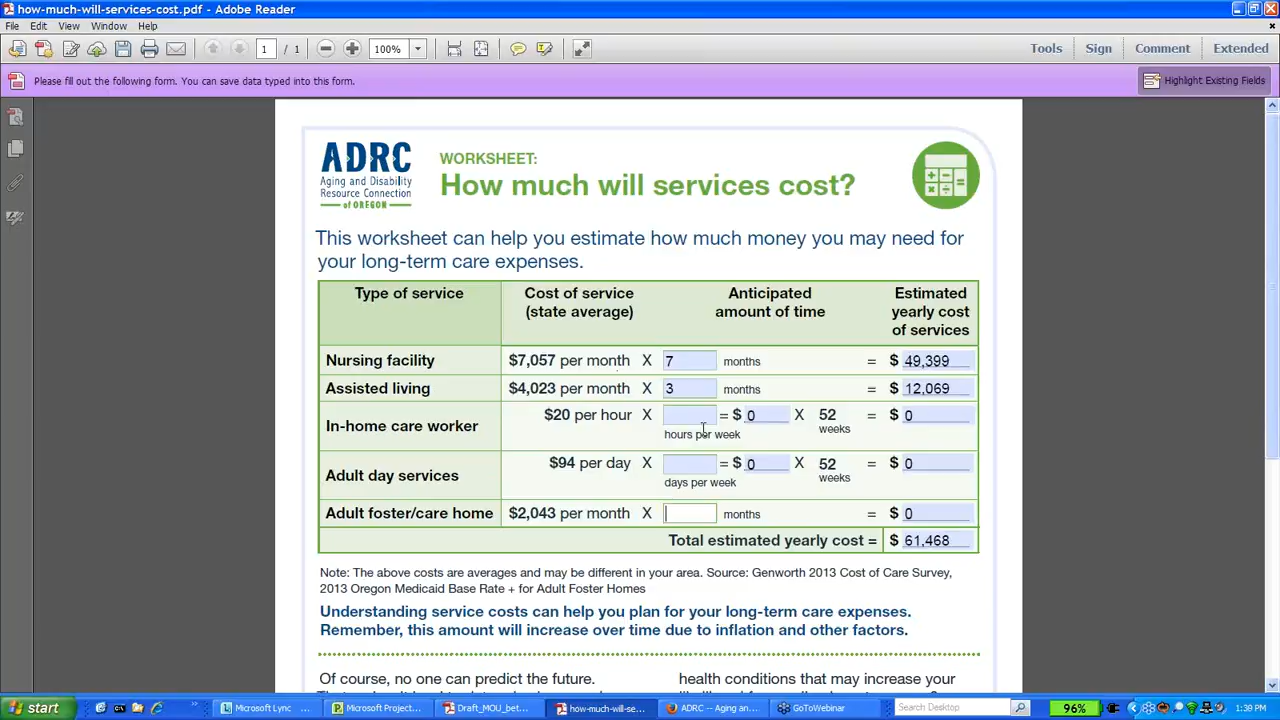 how-much-will-services-cost.pdf - Adobe Reader
File Edit View Window Help
1 / 1 100% Tools Sign Comment Extended
Please fill out the following form. You can save data typed into this form. Highlight Existing Fields
ADRC
Aging and Disability
Resource Connection
of OREGON
WORKSHEET:
How much will services cost?
This worksheet can help you estimate how much money you may need for
your long-term care expenses.
Type of service Cost of service (state average) Anticipated amount of time Estimated yearly cost of services
Nursing facility $7,057 per month X 7 months = $ 49,399
Assisted living $4,023 per month X 3 months = $ 12,069
In-home care worker $20 per hour X hours per week = $ 0 X 52 weeks = $ 0
Adult day services $94 per day X days per week = $ 0 X 52 weeks = $ 0
Adult foster/care home $2,043 per month X months = $ 0
Total estimated yearly cost = $ 61,468
Note: The above costs are averages and may be different in your area. Source: Genworth 2013 Cost of Care Survey,
2013 Oregon Medicaid Base Rate + for Adult Foster Homes
Understanding service costs can help you plan for your long-term care expenses.
Remember, this amount will increase over time due to inflation and other factors.
Of course, no one can predict the future.
health conditions that may increase your
start Microsoft Lync Microsoft Project... Draft_MOU_bet... how-much-will-se... ADRC -- Aging an... GoToWebinar Search Desktop 96% 1:39 PM